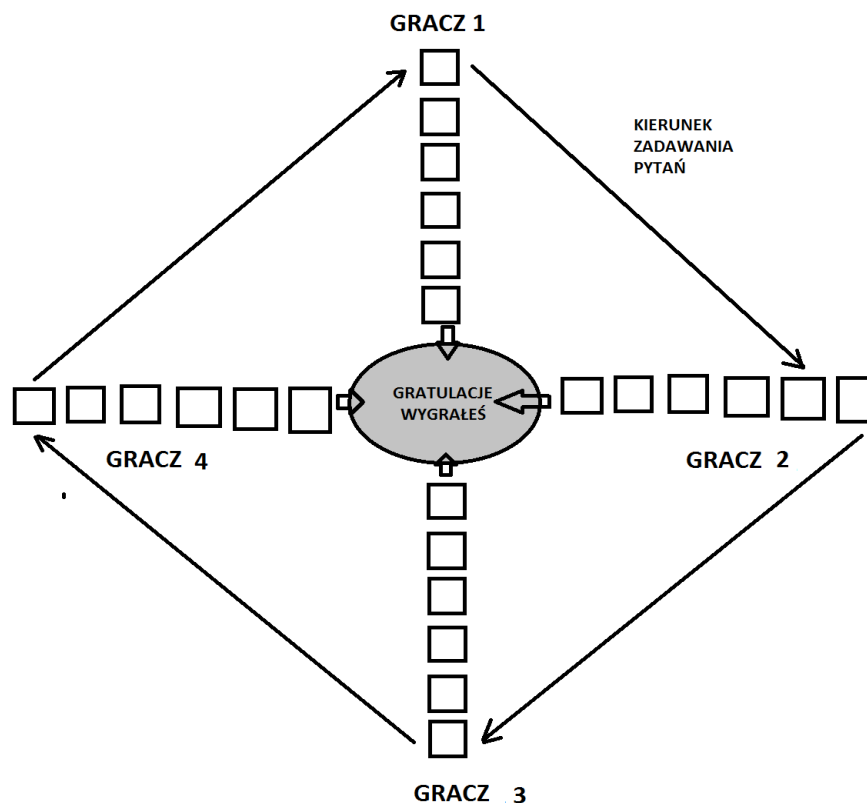 GRACZ 1
KIERUNEK
ZADAWANIA
PYTAŃ
GRATULACJE
WYGRAŁEŚ
GRACZ 4
GRACZ 2
GRACZ 3